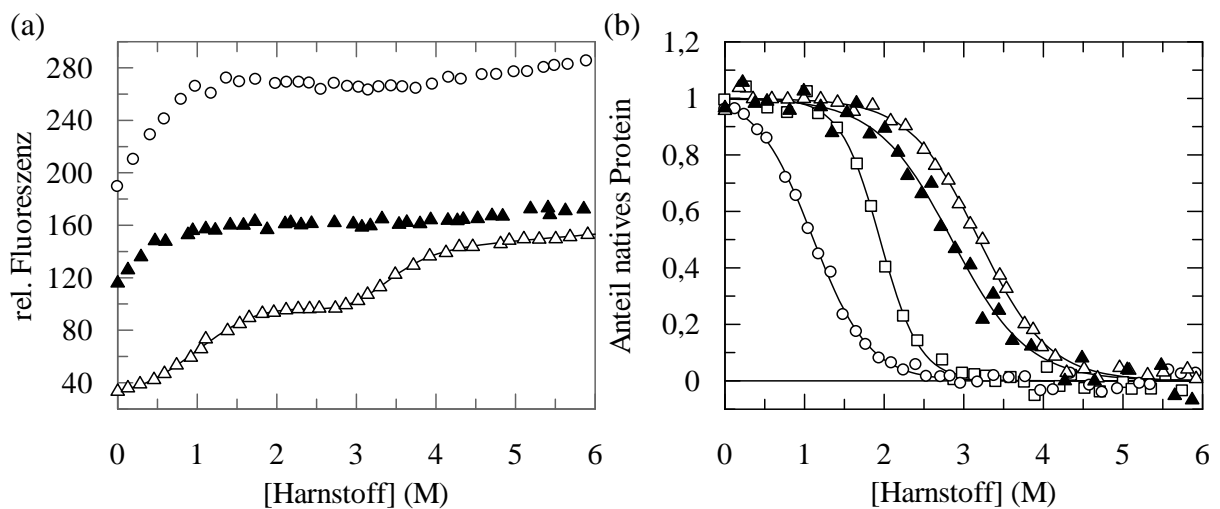 (a)
rel. Fluoreszenz
280
240
200
160
120
80
40
0 1 2 3 4 5 6
[Harnstoff] (M)
(b)
Anteil natives Protein
1,2
1
0,8
0,6
0,4
0,2
0
0 1 2 3 4 5 6
[Harnstoff] (M)